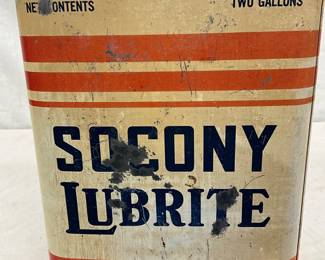 NET CONTENTS TWO GALLONS
SOCONY
LUBRITE